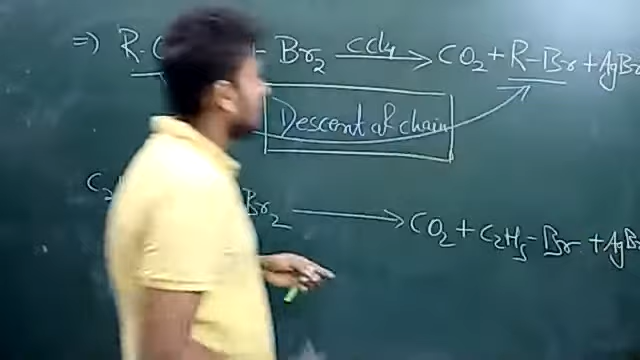 => R-C - Br2 CCl4 → CO2 + R-Br + AgBr
Descent of chain
C2 Br2 → CO2 + C2H5-Br + AgBr